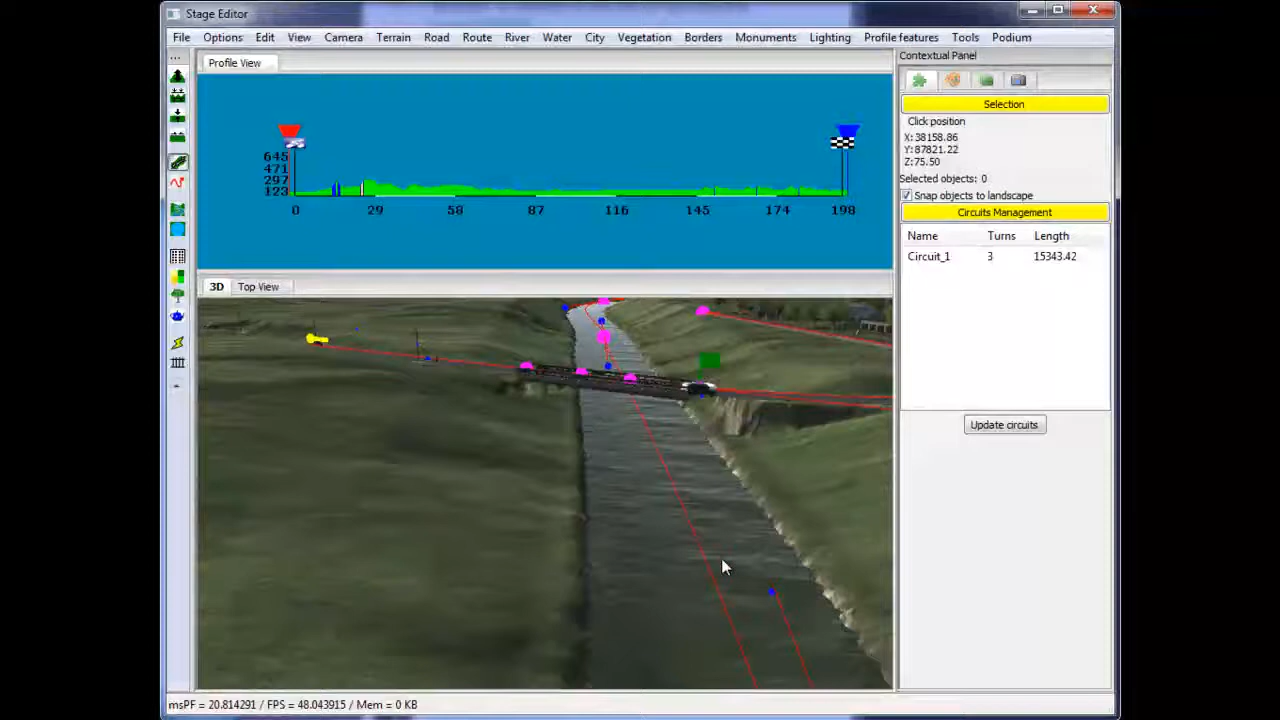 Stage Editor
File Options Edit View Camera Terrain Road Route River Water City Vegetation Borders Monuments Lighting Profile features Tools Podium
Profile View
645
471
297
123
0 29 58 87 116 145 174 198
3D Top View
Contextual Panel
Selection
Click position
X:38158.86
Y:87821.22
Z:75.50
Selected objects: 0
Snap objects to landscape
Circuits Management
Name Turns Length
Circuit_1 3 15343.42
Update circuits
msPF = 20.814291 / FPS = 48.043915 / Mem = 0 KB